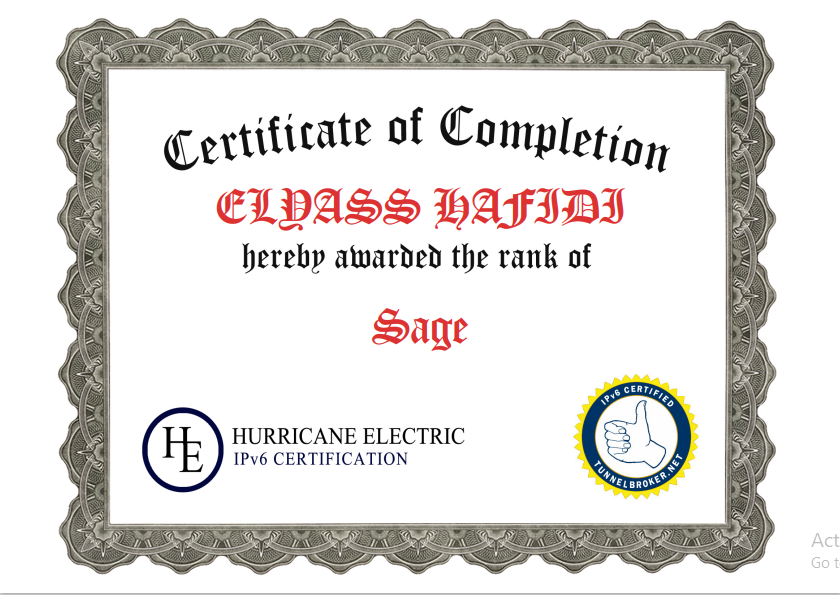 Certificate of Completion
ELYASS HAFIDI
hereby awarded the rank of
Sage
HE
HURRICANE ELECTRIC
IPv6 CERTIFICATION
IPv6 CERTIFIED
TUNNELBROKER.NET
Go t